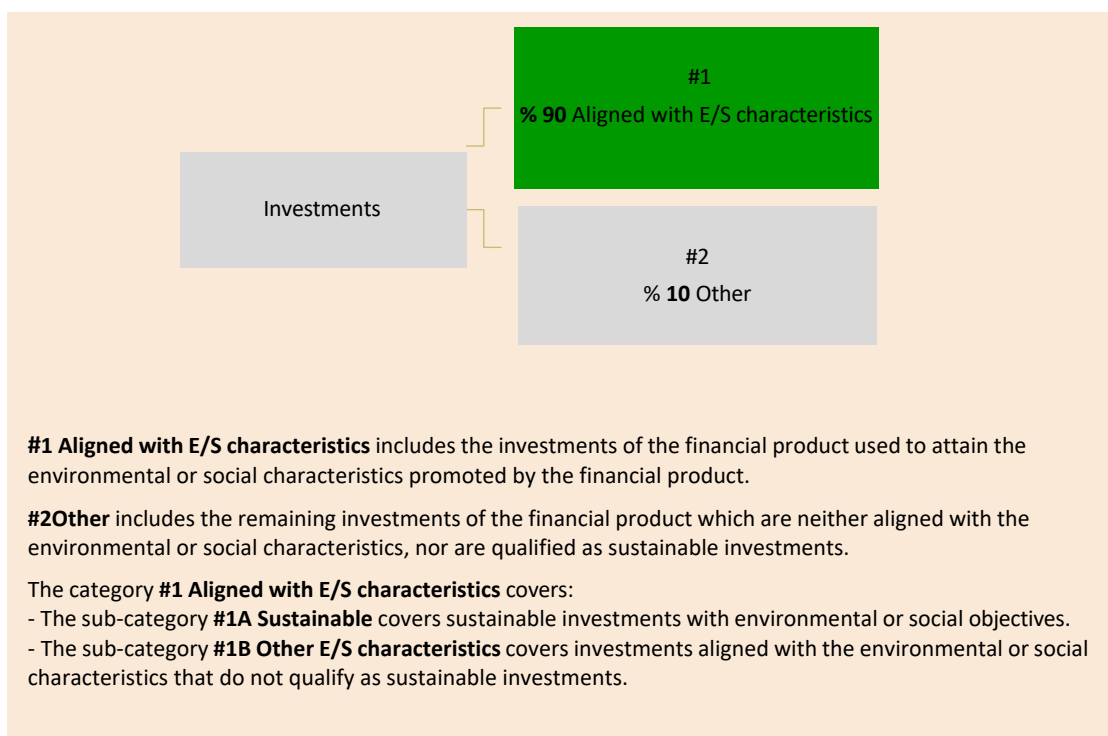 #1
% 90 Aligned with E/S characteristics
Investments
#2
% 10 Other
#1 Aligned with E/S characteristics includes the investments of the financial product used to attain the
environmental or social characteristics promoted by the financial product.
#2Other includes the remaining investments of the financial product which are neither aligned with the
environmental or social characteristics, nor are qualified as sustainable investments.
The category #1 Aligned with E/S characteristics covers:
- The sub-category #1A Sustainable covers sustainable investments with environmental or social objectives.
- The sub-category #1B Other E/S characteristics covers investments aligned with the environmental or social
characteristics that do not qualify as sustainable investments.